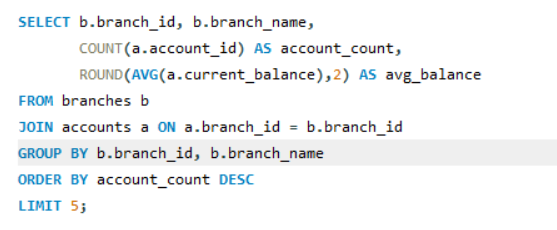 SELECT b.branch_id, b.branch_name,
COUNT(a.account_id) AS account_count,
ROUND(AVG(a.current_balance),2) AS avg_balance
FROM branches b
JOIN accounts a ON a.branch_id = b.branch_id
GROUP BY b.branch_id, b.branch_name
ORDER BY account_count DESC
LIMIT 5;